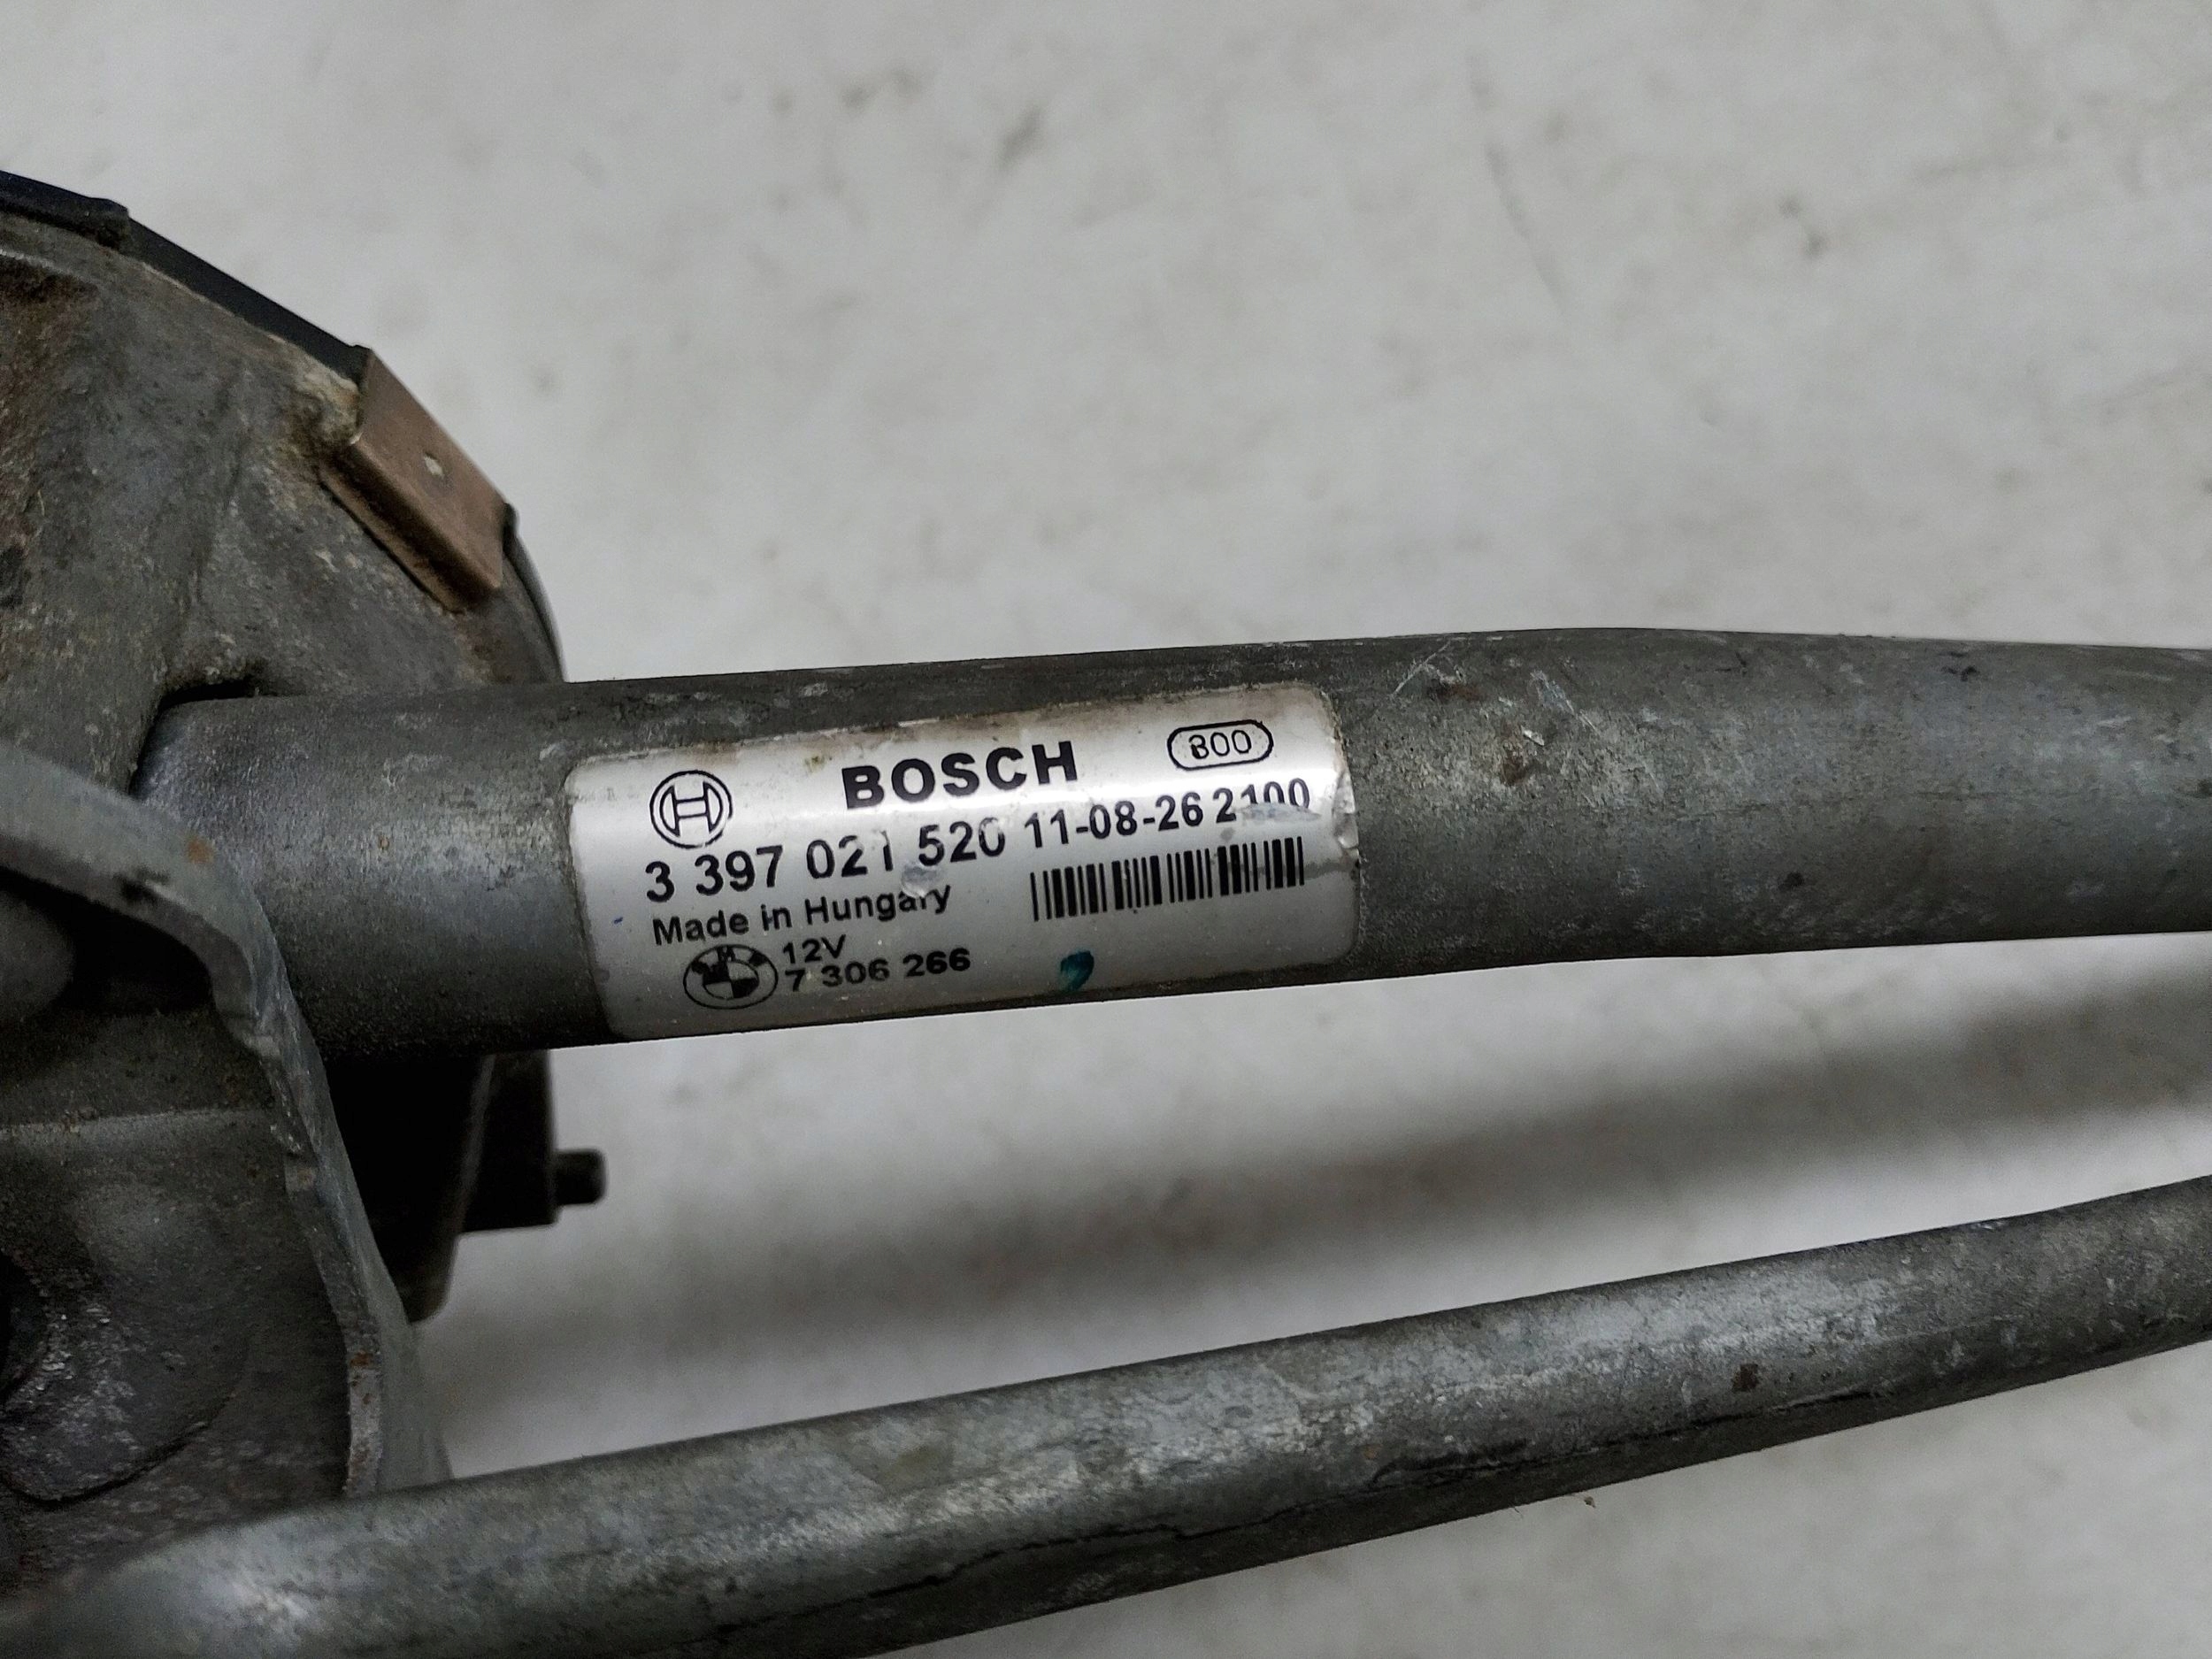 BOSCH 800
3 397 021 520 11-08-26 2100
Made in Hungary
12V
7 306 266